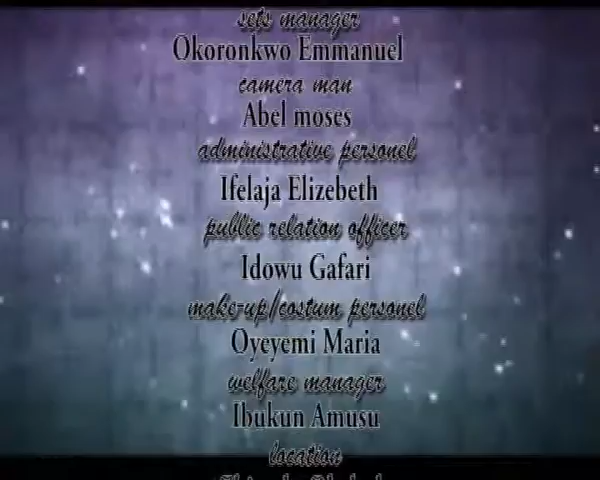 sets manager
Okoronkwo Emmanuel
camera man
Abel moses
administrative personel
Ifelaja Elizebeth
public relation officer
Idowu Gafari
make-up/costum personel
Oyeyemi Maria
welfare manager
Ibukun Amusu
location